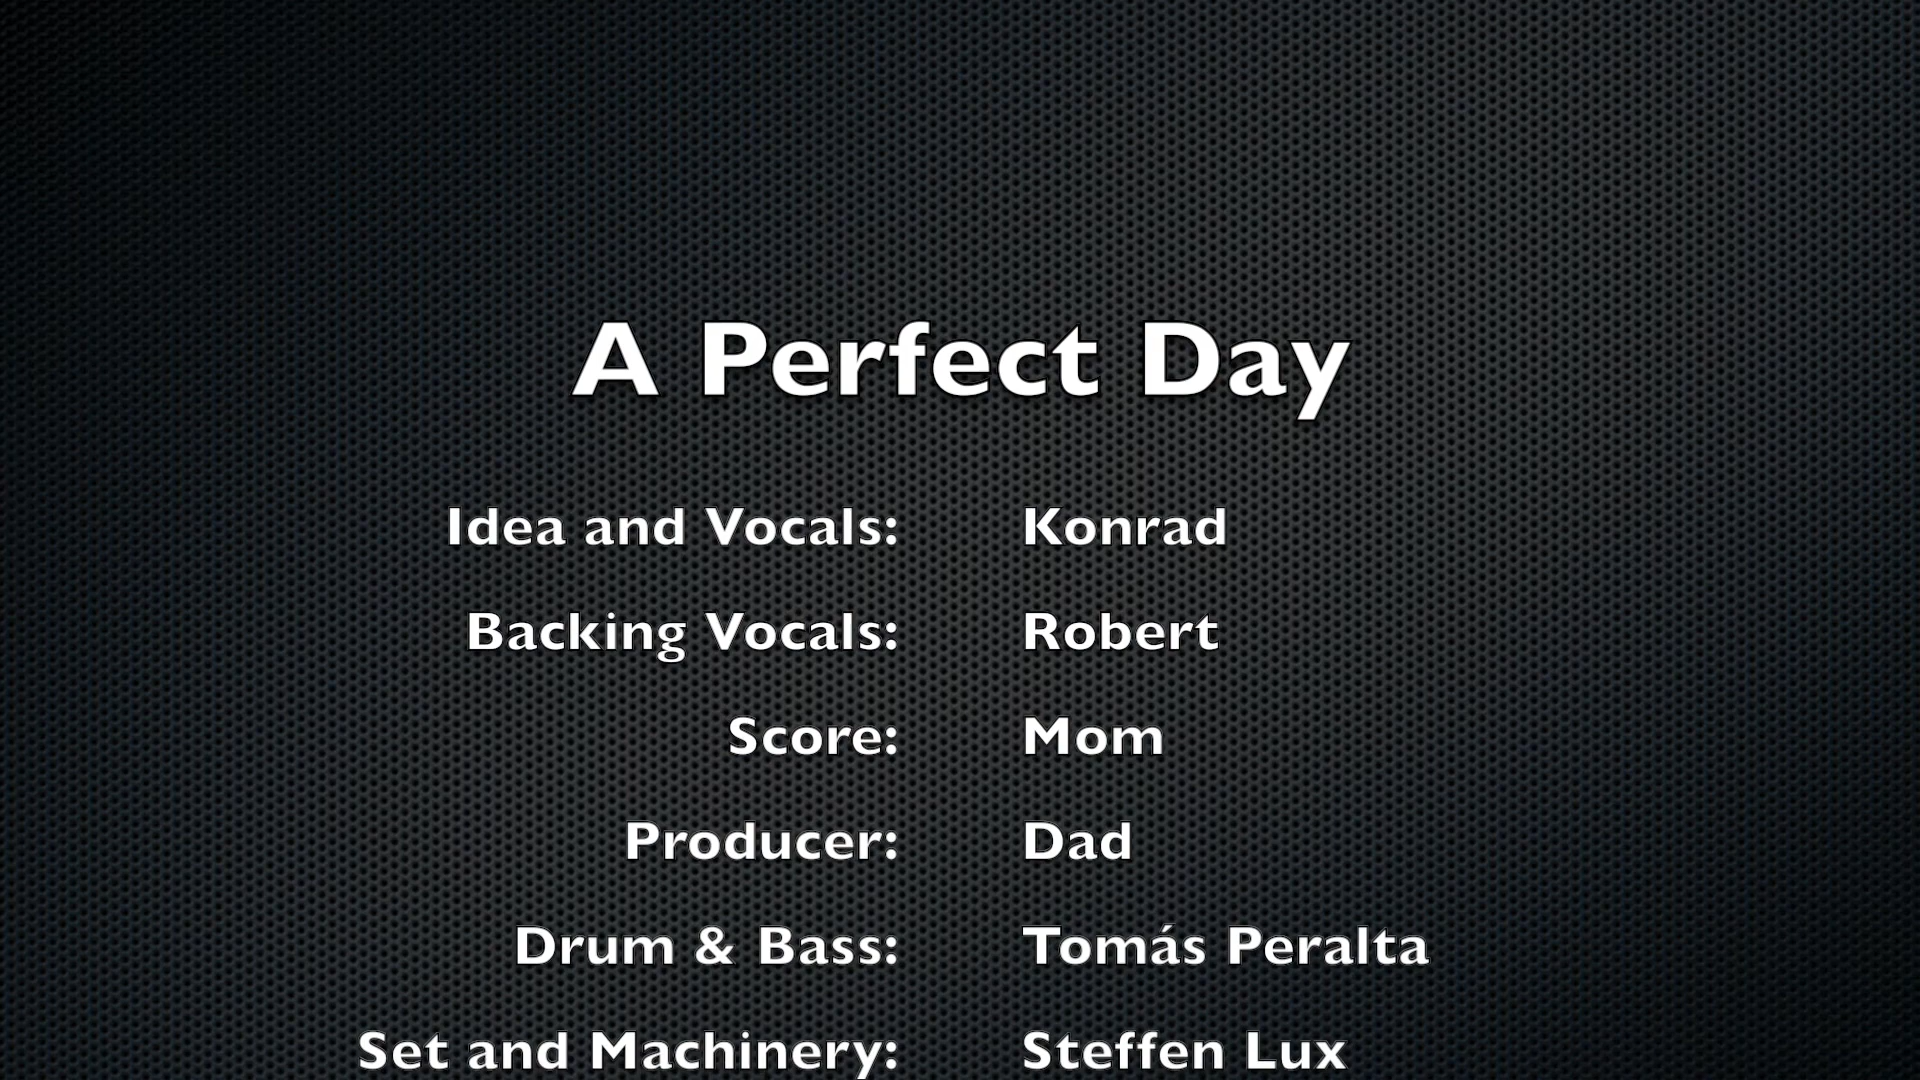 A Perfect Day
Idea and Vocals: Konrad
Backing Vocals: Robert
Score: Mom
Producer: Dad
Drum & Bass: Tomás Peralta
Set and Machinery: Steffen Lux